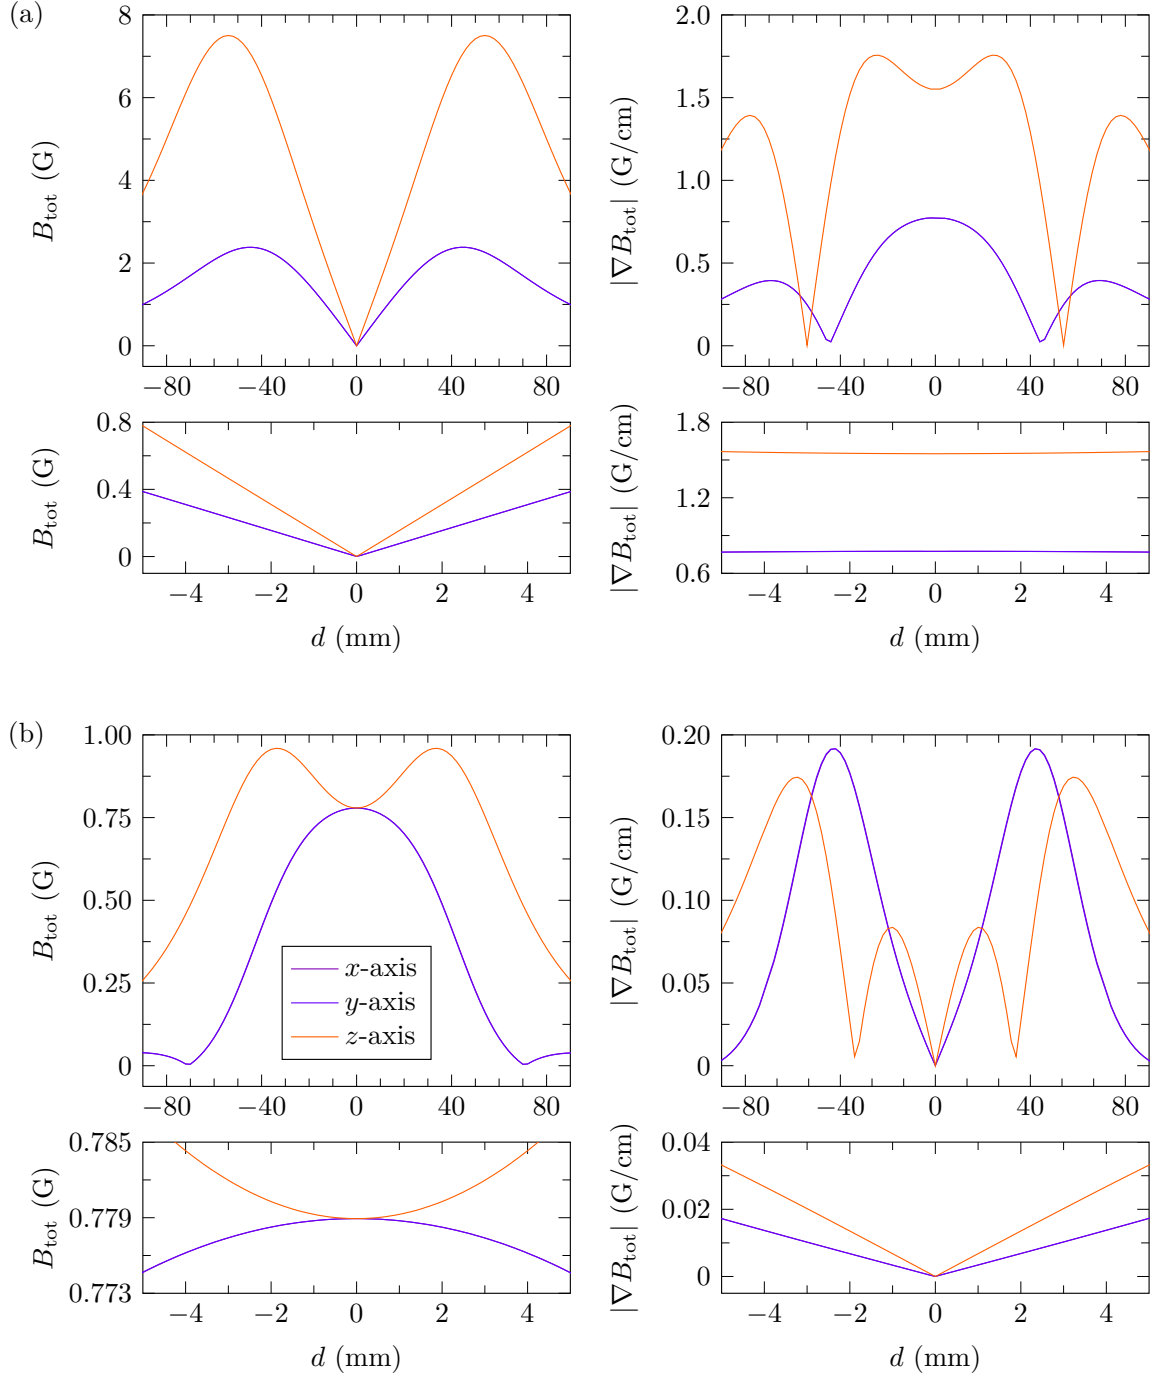 (a)
8
6
4
2
0
B_tot (G)
−80 −40 0 40 80
2.0
1.5
1.0
0.5
0
|∇B_tot| (G/cm)
−80 −40 0 40 80
0.8
0.4
0
B_tot (G)
−4 −2 0 2 4
d (mm)
1.8
1.2
0.6
|∇B_tot| (G/cm)
−4 −2 0 2 4
d (mm)
(b)
1.00
0.75
0.50
0.25
0
B_tot (G)
x-axis
y-axis
z-axis
−80 −40 0 40 80
0.20
0.15
0.10
0.05
0
|∇B_tot| (G/cm)
−80 −40 0 40 80
0.785
0.779
0.773
B_tot (G)
−4 −2 0 2 4
d (mm)
0.04
0.02
0
|∇B_tot| (G/cm)
−4 −2 0 2 4
d (mm)